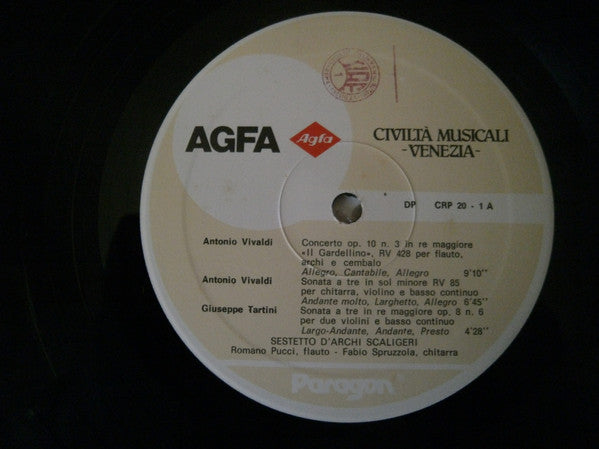 AGFA
Agfa
CIVILTÀ MUSICALI
-VENEZIA-
DP CRP 20 - 1 A
Antonio Vivaldi Concerto op. 10 n. 3 in re maggiore
«Il Gardellino», RV 428 per flauto,
archi e cembalo
Allegro, Cantabile, Allegro 9'10''
Antonio Vivaldi Sonata a tre in sol minore RV 85
per chitarra, violino e basso continuo
Andante molto, Larghetto, Allegro 6'45''
Giuseppe Tartini Sonata a tre in re maggiore op. 8 n. 6
per due violini e basso continuo
Largo-Andante, Andante, Presto 4'28''
SESTETTO D'ARCHI SCALIGERI
Romano Pucci, flauto - Fabio Spruzzola, chitarra
Paragon